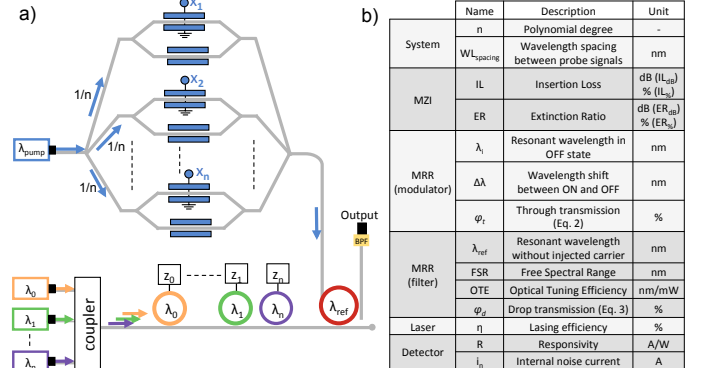 a)
X₁
1/n
X₂
λpump
1/n
1/n
Xₙ
Output
BPF
z₀
z₁
zₙ
λ₀
λ₁
λₙ
coupler
λ₀
λ₁
λₙ
λref
b)
Name Description Unit
System
n Polynomial degree -
WLspacing Wavelength spacing between probe signals nm
MZI
IL Insertion Loss dB (ILdB) % (IL%)
ER Extinction Ratio dB (ERdB) % (ER%)
MRR (modulator)
λi Resonant wavelength in OFF state nm
Δλ Wavelength shift between ON and OFF nm
φt Through transmission (Eq. 2) %
MRR (filter)
λref Resonant wavelength without injected carrier nm
FSR Free Spectral Range nm
OTE Optical Tuning Efficiency nm/mW
φd Drop transmission (Eq. 3) %
Laser η Lasing efficiency %
Detector
R Responsivity A/W
in Internal noise current A